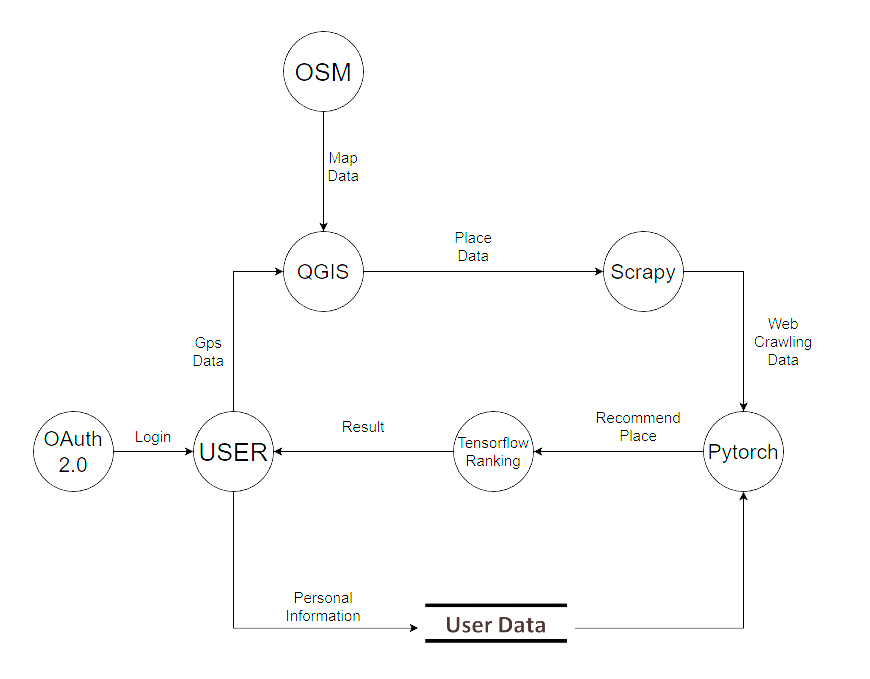 OSM
Map
Data
QGIS
Place
Data
Scrapy
Gps
Data
Web
Crawling
Data
OAuth
2.0
Login
USER
Result
Tensorflow
Ranking
Recommend
Place
Pytorch
Personal
Information
User Data